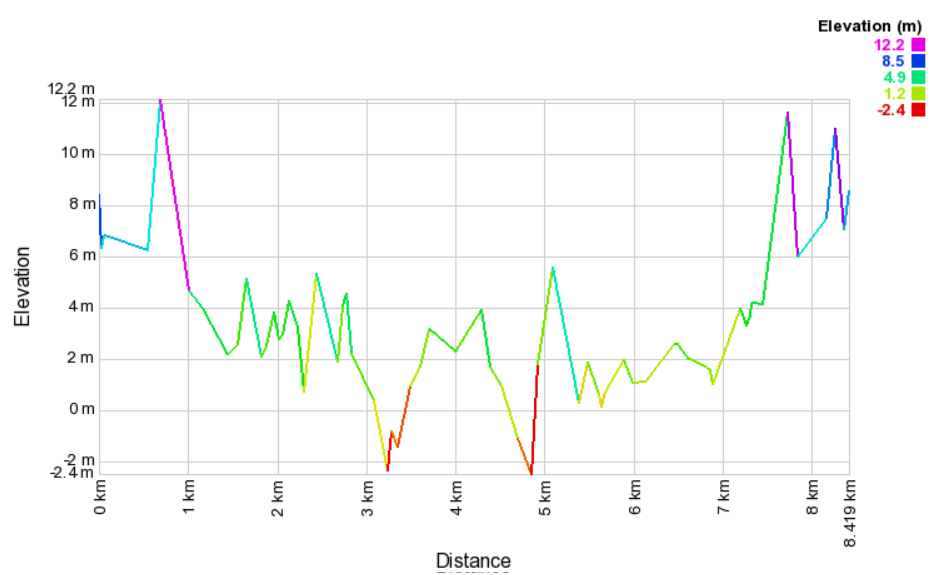 Elevation (m)
12.2
8.5
4.9
1.2
-2.4
12.2 m
12 m
10 m
8 m
6 m
4 m
2 m
0 m
-2 m
-2.4 m
Elevation
0 km
1 km
2 km
3 km
4 km
5 km
6 km
7 km
8 km
8.419 km
Distance